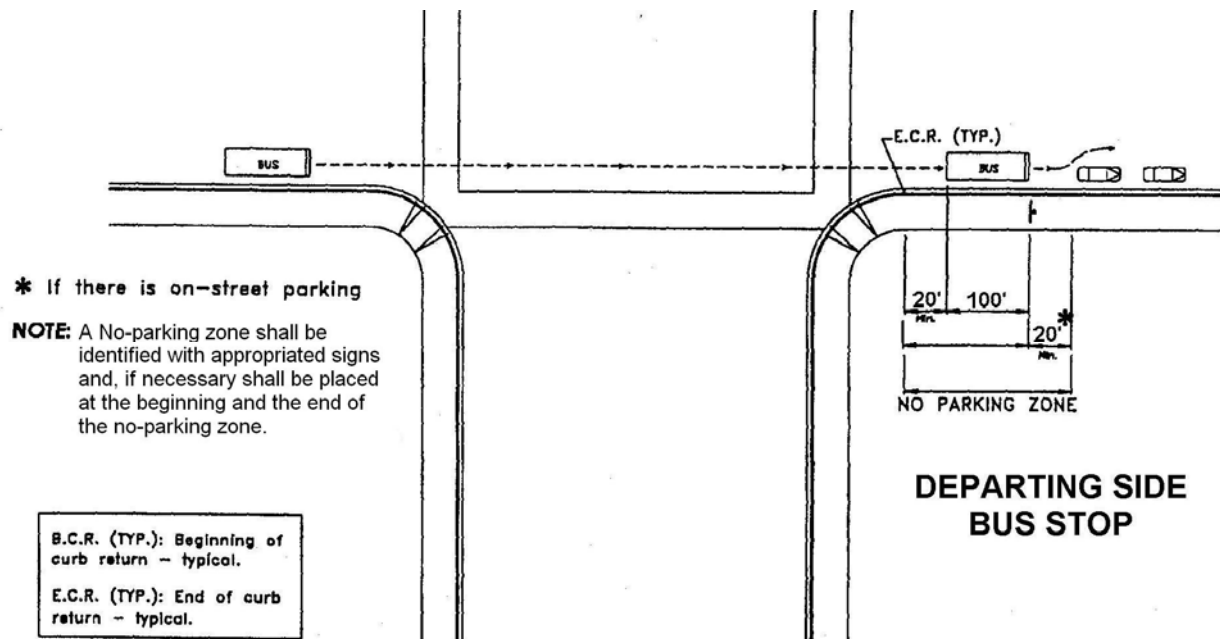 E.C.R. (TYP.)
BUS
BUS
* If there is on-street parking
NOTE: A No-parking zone shall be
identified with appropriated signs
and, if necessary shall be placed
at the beginning and the end of
the no-parking zone.
20' 100'
Min.
20'*
Min.
NO PARKING ZONE
DEPARTING SIDE
BUS STOP
B.C.R. (TYP.): Beginning of
curb return - typical.
E.C.R. (TYP.): End of curb
return - typical.